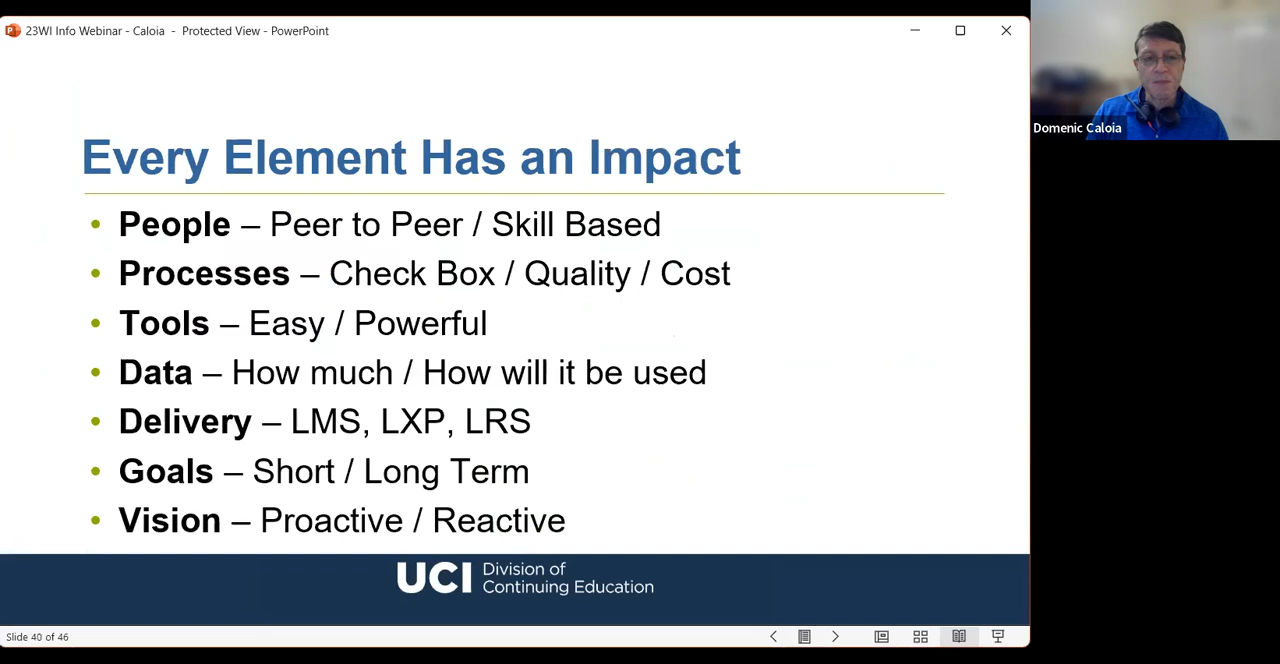 23WI Info Webinar - Caloia - Protected View - PowerPoint
Domenic Caloia
Every Element Has an Impact
• People – Peer to Peer / Skill Based
• Processes – Check Box / Quality / Cost
• Tools – Easy / Powerful
• Data – How much / How will it be used
• Delivery – LMS, LXP, LRS
• Goals – Short / Long Term
• Vision – Proactive / Reactive
UCI Division of
Continuing Education
Slide 40 of 46